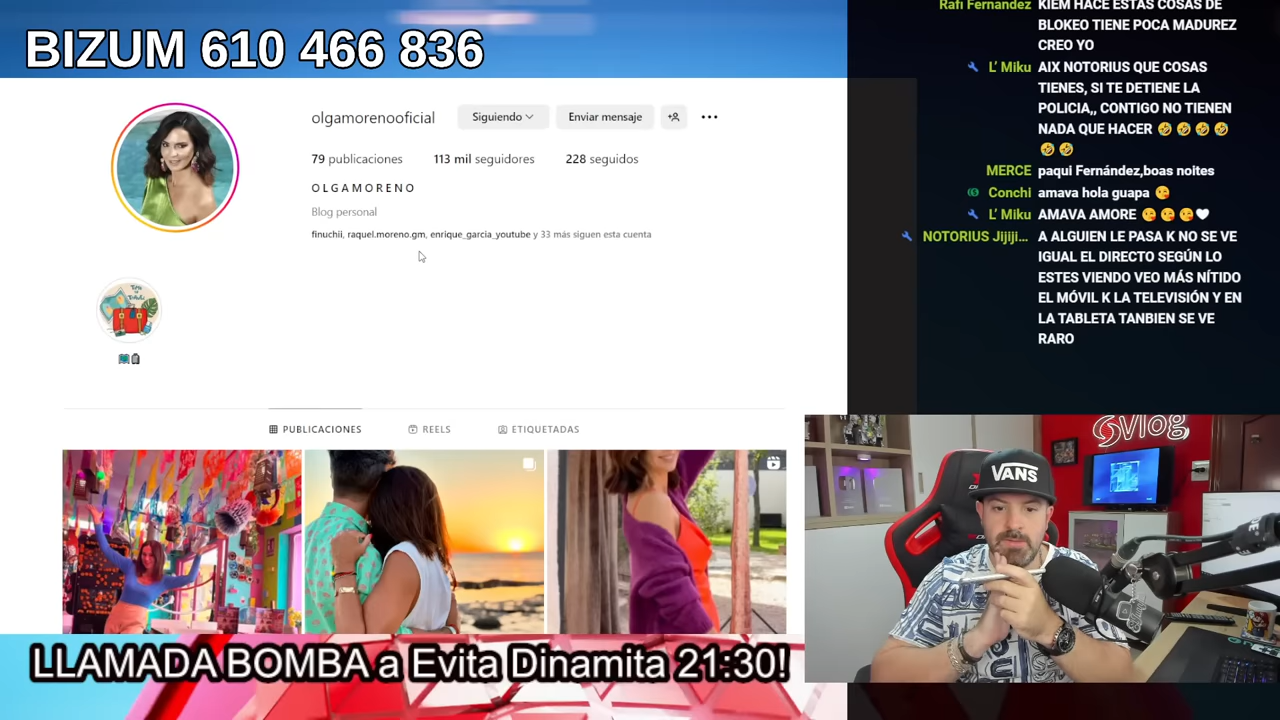 BIZUM 610 466 836
olgamorenooficial Siguiendo Enviar mensaje
79 publicaciones 113 mil seguidores 228 seguidos
OLGAMORENO
Blog personal
finuchii, raquel.moreno.gm, enrique_garcia_youtube y 33 más siguen esta cuenta
PUBLICACIONES REELS ETIQUETADAS
LLAMADA BOMBA a Evita Dinamita 21:30!
Rafi Fernandez KIEM HACE ESTAS COSAS DE
BLOKEO TIENE POCA MADUREZ
CREO YO
L' Miku AIX NOTORIUS QUE COSAS
TIENES, SI TE DETIENE LA
POLICIA,, CONTIGO NO TIENEN
NADA QUE HACER 🤣 🤣 🤣 🤣
🤣 🤣
MERCE paqui Fernández,boas noites
Conchi amava hola guapa 😘
L' Miku AMAVA AMORE 😘 😘 😘🤍
NOTORIUS Jijiji... A ALGUIEN LE PASA K NO SE VE
IGUAL EL DIRECTO SEGÚN LO
ESTES VIENDO VEO MÁS NÍTIDO
EL MÓVIL K LA TELEVISIÓN Y EN
LA TABLETA TANBIEN SE VE
RARO
Vlog
VANS